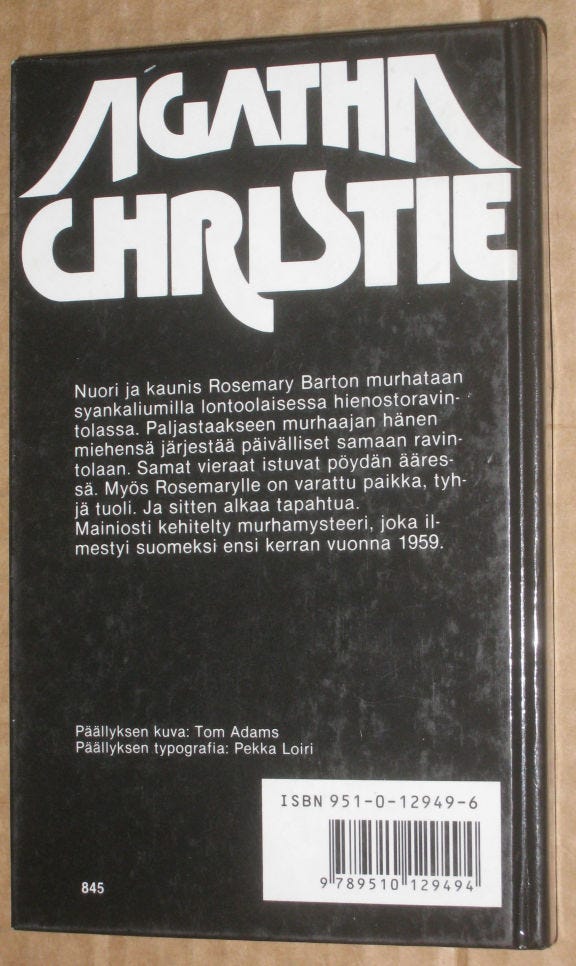 AGATHA
CHRISTIE
Nuori ja kaunis Rosemary Barton murhataan
syankaliumilla lontoolaisessa hienostoravin-
tolassa. Paljastaakseen murhaajan hänen
miehensä järjestää päivälliset samaan ravin-
tolaan. Samat vieraat istuvat pöydän ääres-
sä. Myös Rosemarylle on varattu paikka, tyh-
jä tuoli. Ja sitten alkaa tapahtua.
Mainiosti kehitelty murhamysteeri, joka il-
mestyi suomeksi ensi kerran vuonna 1959.
Päällyksen kuva: Tom Adams
Päällyksen typografia: Pekka Loiri
ISBN 951-0-12949-6
9 789510 129494
845